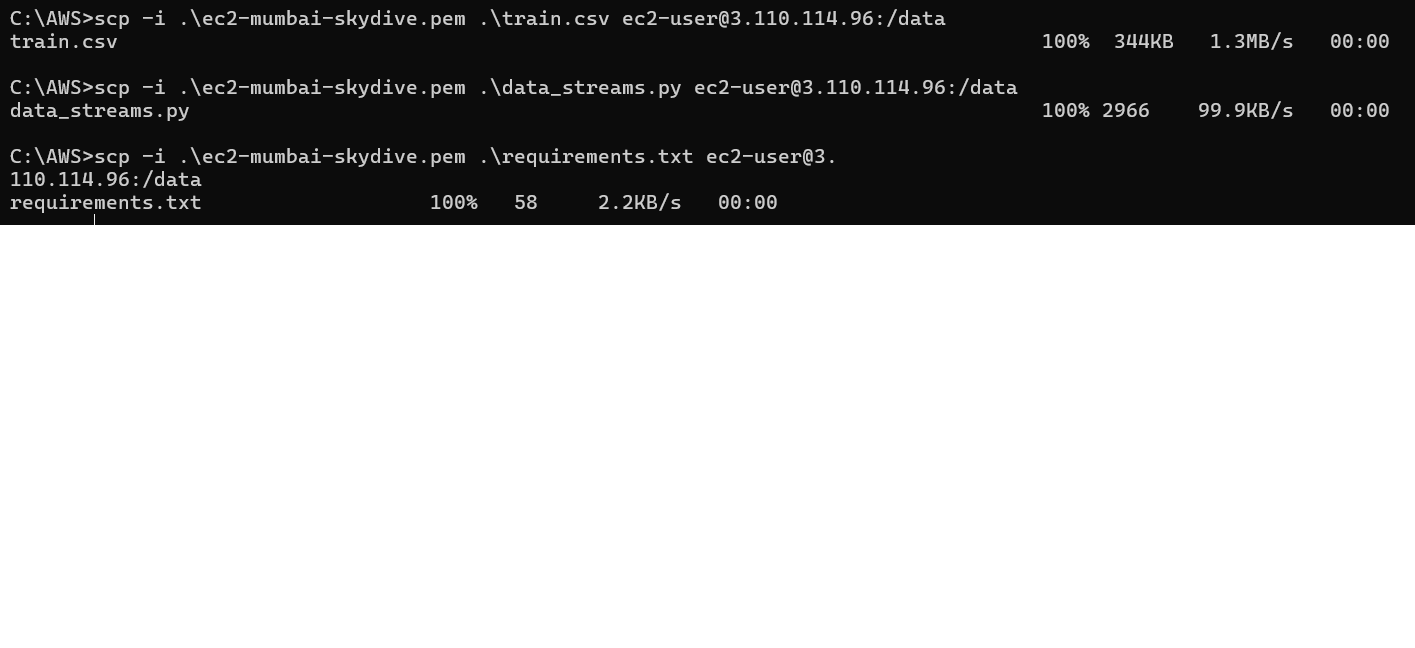 C:\AWS>scp -i .\ec2-mumbai-skydive.pem .\train.csv ec2-user@3.110.114.96:/data
train.csv 100% 344KB 1.3MB/s 00:00
C:\AWS>scp -i .\ec2-mumbai-skydive.pem .\data_streams.py ec2-user@3.110.114.96:/data
data_streams.py 100% 2966 99.9KB/s 00:00
C:\AWS>scp -i .\ec2-mumbai-skydive.pem .\requirements.txt ec2-user@3.
110.114.96:/data
requirements.txt 100% 58 2.2KB/s 00:00